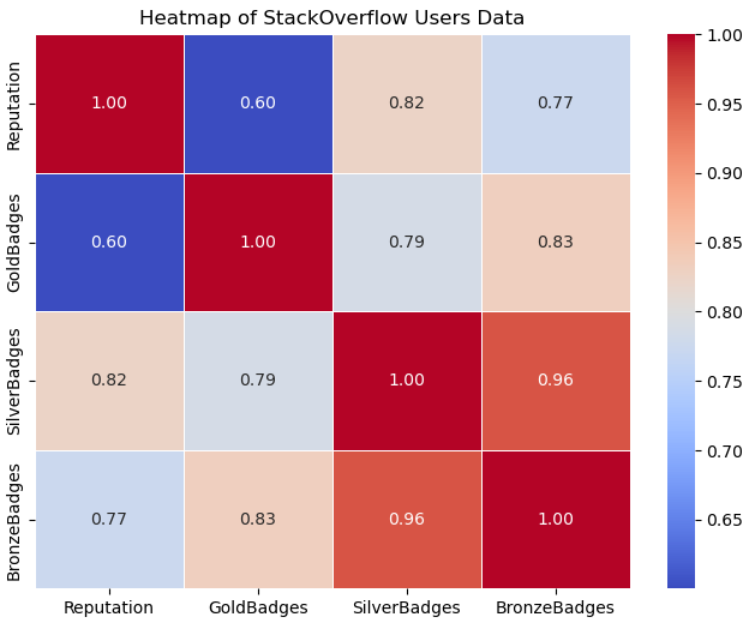 Heatmap of StackOverflow Users Data
Reputation
1.00 0.60 0.82 0.77
GoldBadges
0.60 1.00 0.79 0.83
SilverBadges
0.82 0.79 1.00 0.96
BronzeBadges
0.77 0.83 0.96 1.00
Reputation GoldBadges SilverBadges BronzeBadges
1.00
0.95
0.90
0.85
0.80
0.75
0.70
0.65